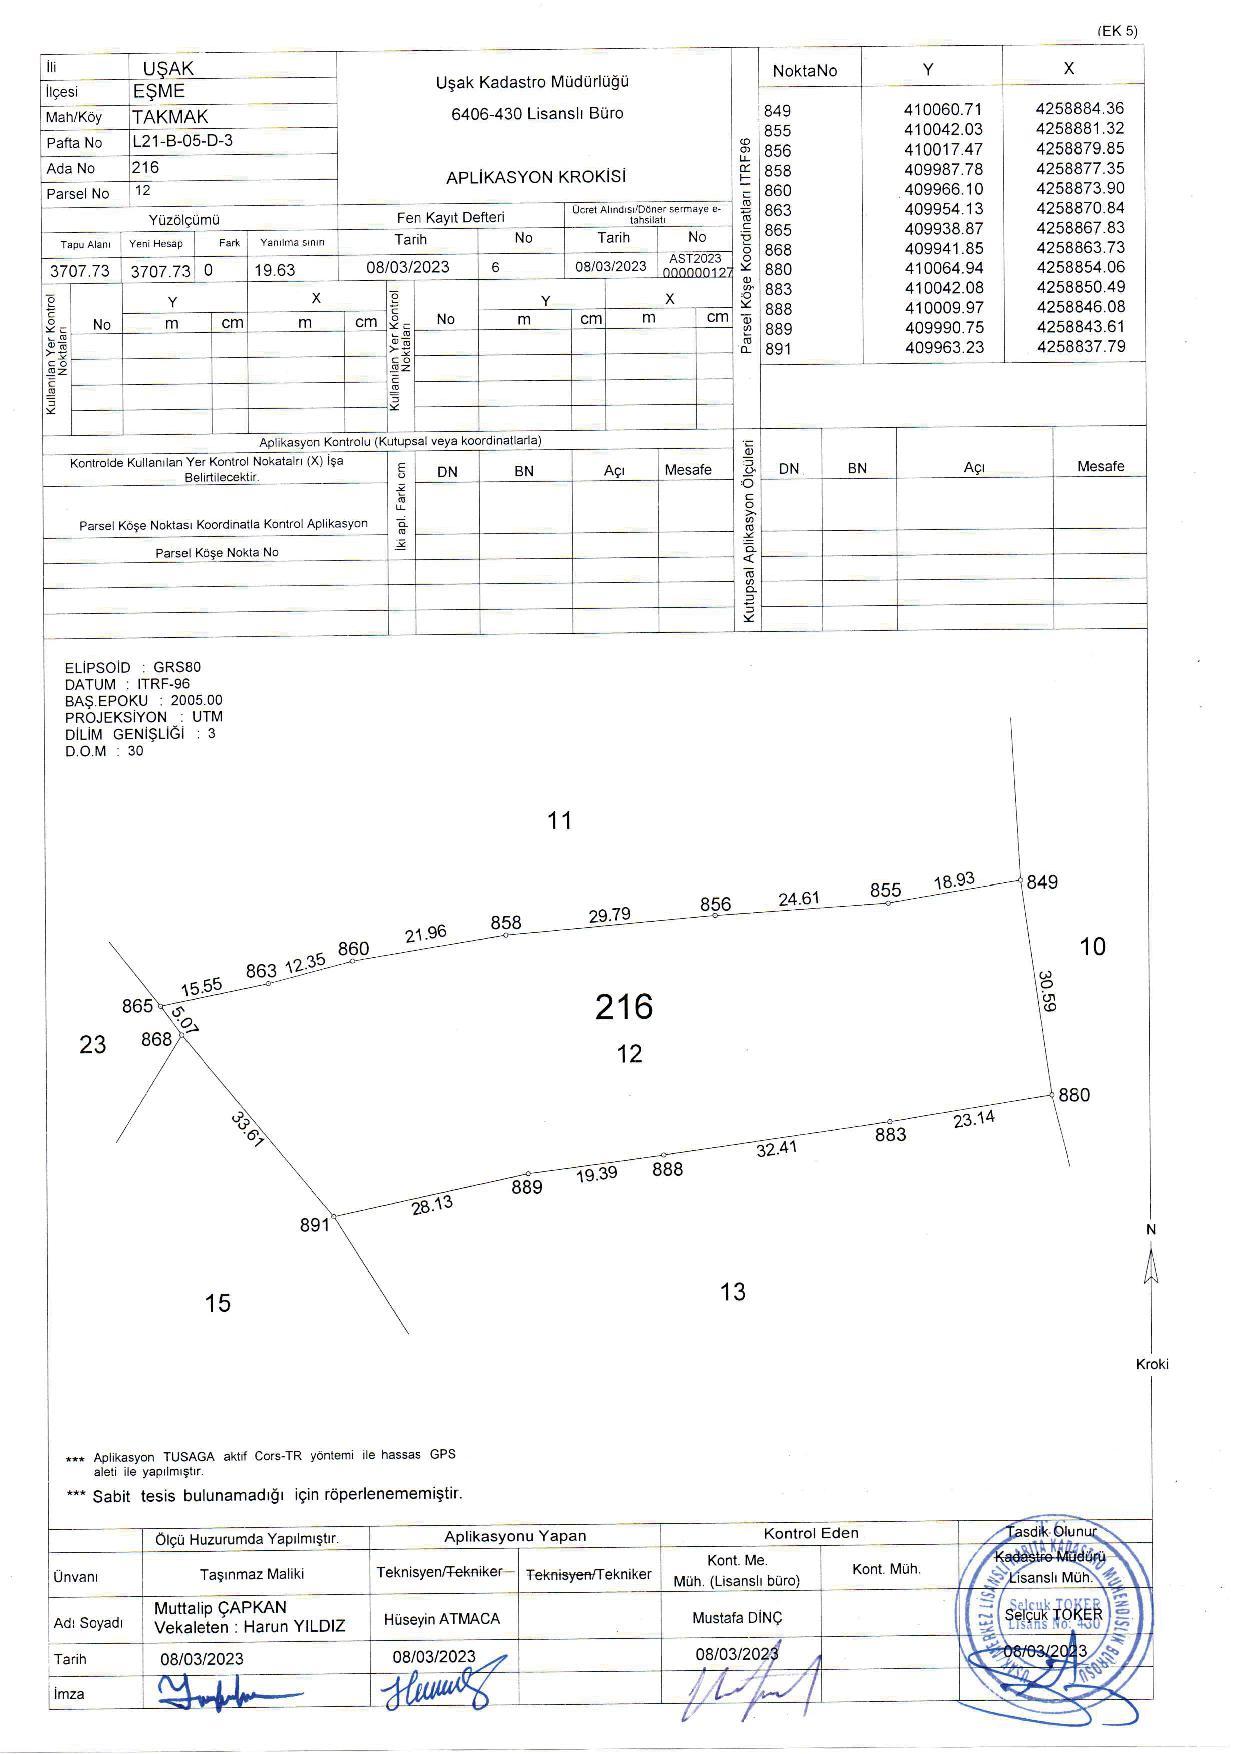 (EK 5)
İli UŞAK
İlçesi EŞME
Mah/Köy TAKMAK
Pafta No L21-B-05-D-3
Ada No 216
Parsel No 12
Uşak Kadastro Müdürlüğü
6406-430 Lisanslı Büro
APLİKASYON KROKİSİ
Yüzölçümü
Tapu Alanı Yeni Hesap Fark Yanılma sınırı
3707.73 3707.73 0 19.63
Fen Kayıt Defteri
Tarih No
08/03/2023 6
Ücret Alındısı/Döner sermaye e-
tahsilatı
Tarih No
08/03/2023 AST2023
000000127
Parsel Köşe Koordinatları ITRF96
NoktaNo Y X
849 410060.71 4258884.36
855 410042.03 4258881.32
856 410017.47 4258879.85
858 409987.78 4258877.35
860 409966.10 4258873.90
863 409954.13 4258870.84
865 409938.87 4258867.83
868 409941.85 4258863.73
880 410064.94 4258854.06
883 410042.08 4258850.49
888 410009.97 4258846.08
889 409990.75 4258843.61
891 409963.23 4258837.79
Kullanılan Yer Kontrol
Noktaları
No Y X
m cm m cm
Kullanılan Yer Kontrol
Noktaları
No Y X
m cm m cm
Aplikasyon Kontrolu (Kutupsal veya koordinatlarla)
Kontrolde Kullanılan Yer Kontrol Nokatalrı (X) İşa
Belirtilecektir.
Parsel Köşe Noktası Koordinatla Kontrol Aplikasyon
Parsel Köşe Nokta No
İki apl. Farkı cm
DN BN Açı Mesafe
Kutupsal Aplikasyon Ölçüleri
DN BN Açı Mesafe
ELİPSOİD : GRS80
DATUM : ITRF-96
BAŞ.EPOKU : 2005.00
PROJEKSİYON : UTM
DİLİM GENİŞLİĞİ : 3
D.O.M : 30
11
18.93
849
855
24.61
856
29.79
858
21.96
860
12.35
863
15.55
865
5.07
868
23
10
30.59
216
12
880
23.14
883
32.41
888
19.39
889
28.13
891
33.61
15
13
N
Kroki
*** Aplikasyon TUSAGA aktif Cors-TR yöntemi ile hassas GPS
aleti ile yapılmıştır.
*** Sabit tesis bulunamadığı için röperlenememiştir.
Ölçü Huzurumda Yapılmıştır. Aplikasyonu Yapan Kontrol Eden Tasdik Olunur
Ünvanı Taşınmaz Maliki Teknisyen/Tekniker Teknisyen/Tekniker Kont. Me.
Müh. (Lisanslı büro) Kont. Müh. Kadastro Müdürü
Lisanslı Müh.
Adı Soyadı Muttalip ÇAPKAN
Vekaleten : Harun YILDIZ Hüseyin ATMACA Mustafa DİNÇ Selçuk TOKER
Tarih 08/03/2023 08/03/2023 08/03/2023 08/03/2023
İmza
Selçuk TOKER
Lisans No: 430